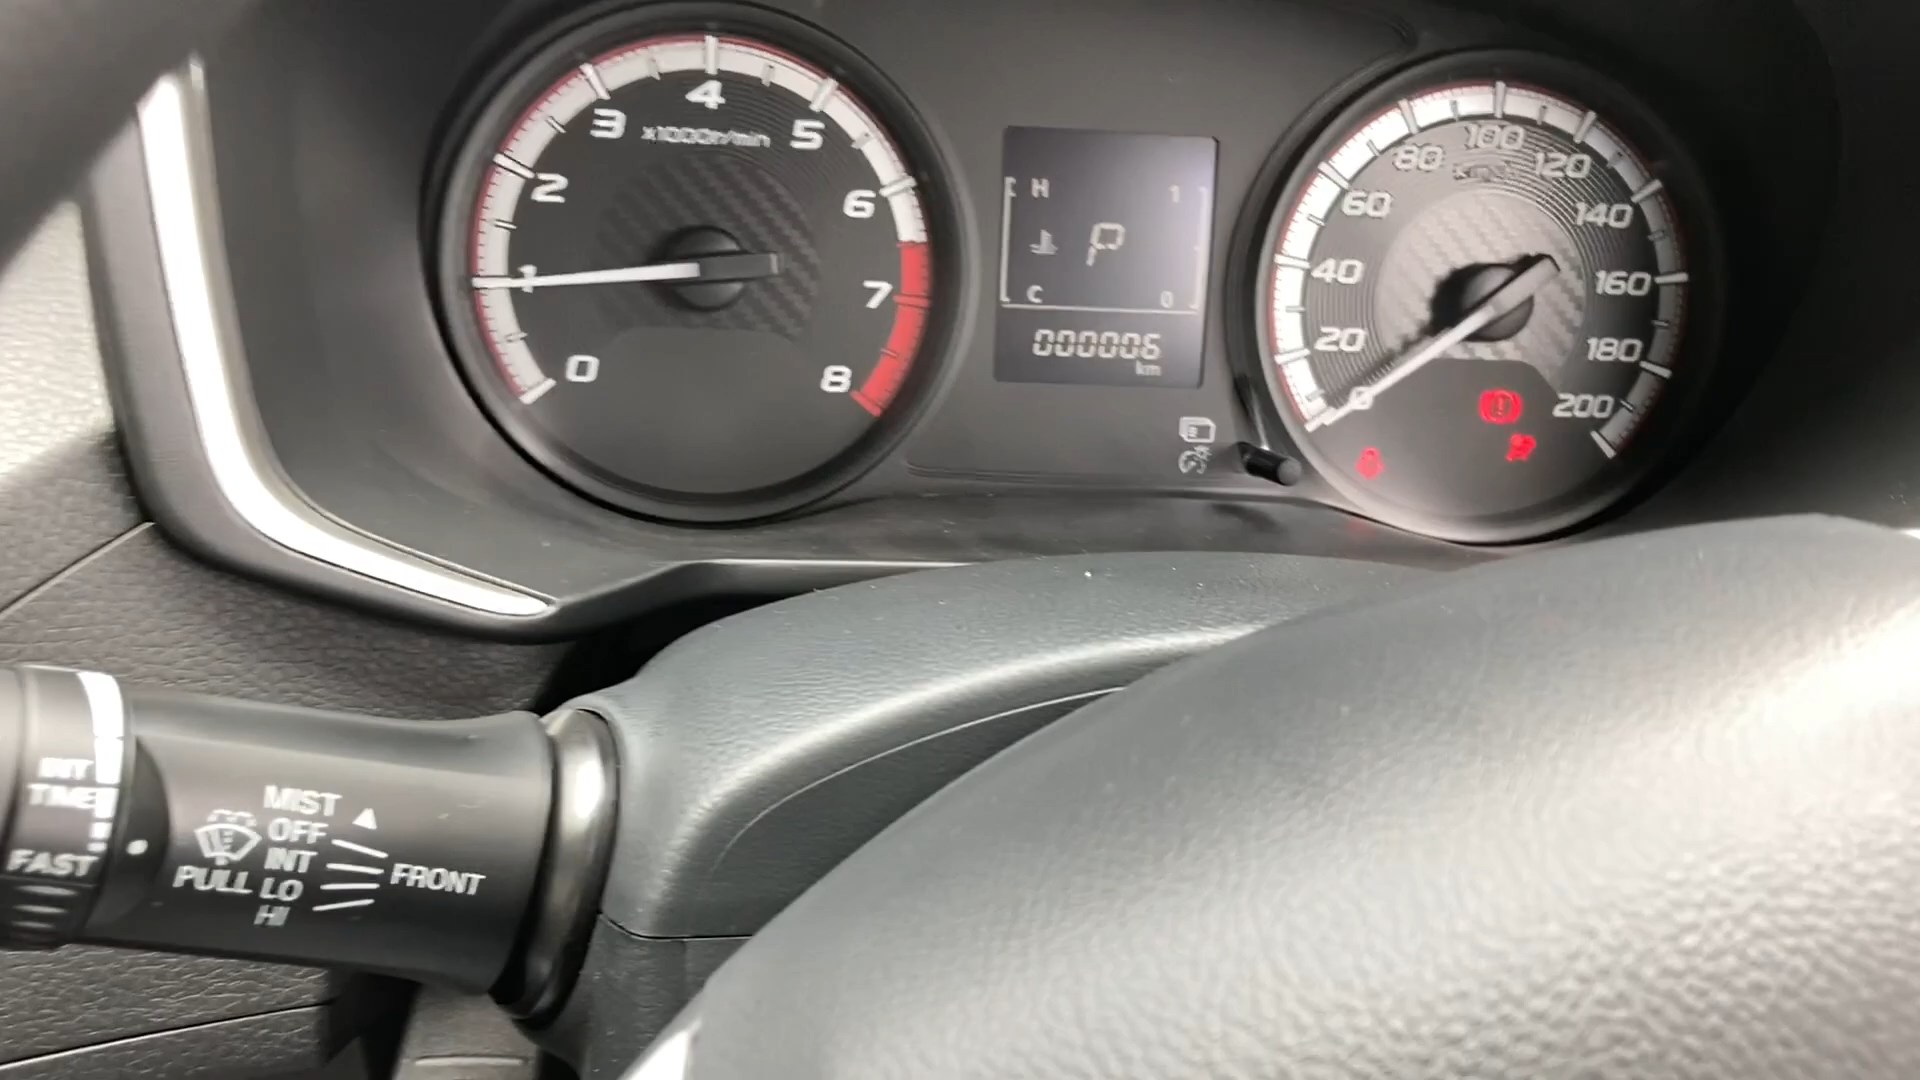 4
3 x1000r/min 5
2 6
1 7
0 8
100
80 km/h 120
60 140
40 160
20 180
0 200
H 1
P
C 0
000006
km
INT
TIME
FAST
MIST
OFF
INT
PULL LO FRONT
HI